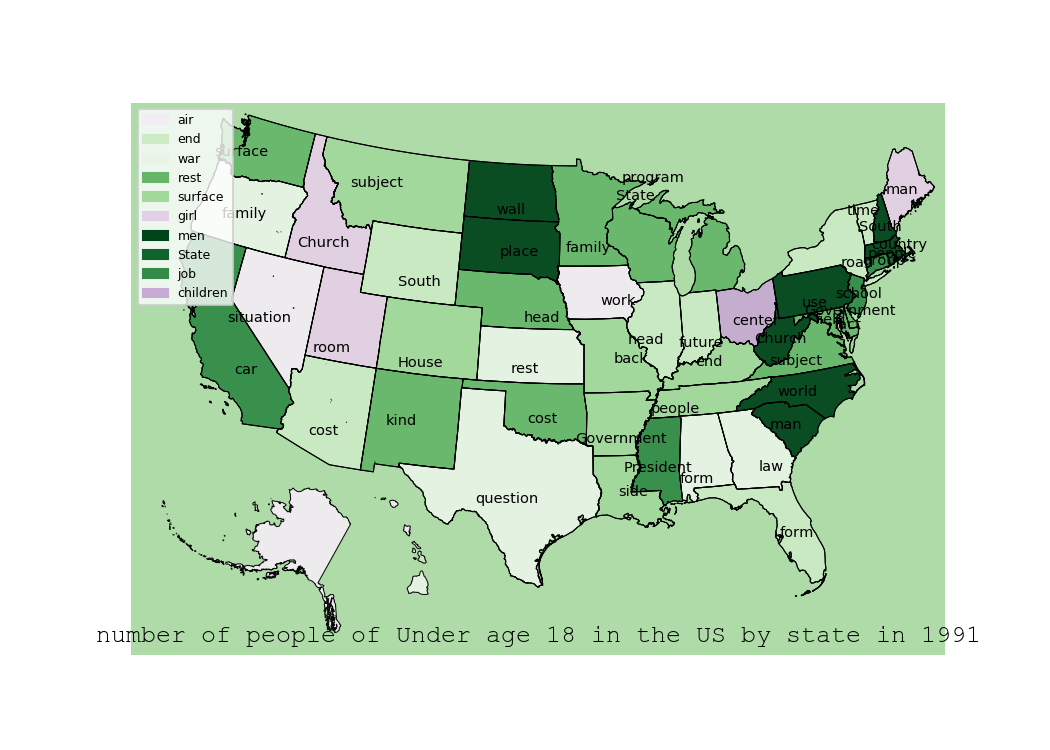 air
end
war
rest
surface
girl
men
State
job
children
surface
family
Church
subject
wall
place
South
situation
room
car
cost
House
kind
head
rest
cost
question
program
State
family
work
head
back
future
end
center
people
Government
President
side
form
law
man
world
form
subject
church
use
Government
school
road
time
South
country
people
group
man
number of people of Under age 18 in the US by state in 1991